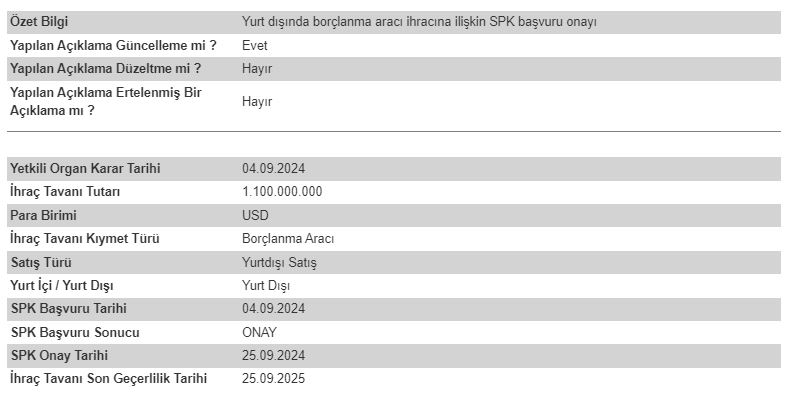 Özet Bilgi Yurt dışında borçlanma aracı ihracına ilişkin SPK başvuru onayı
Yapılan Açıklama Güncelleme mi ? Evet
Yapılan Açıklama Düzeltme mi ? Hayır
Yapılan Açıklama Ertelenmiş Bir
Açıklama mı ? Hayır
Yetkili Organ Karar Tarihi 04.09.2024
İhraç Tavanı Tutarı 1.100.000.000
Para Birimi USD
İhraç Tavanı Kıymet Türü Borçlanma Aracı
Satış Türü Yurtdışı Satış
Yurt İçi / Yurt Dışı Yurt Dışı
SPK Başvuru Tarihi 04.09.2024
SPK Başvuru Sonucu ONAY
SPK Onay Tarihi 25.09.2024
İhraç Tavanı Son Geçerlilik Tarihi 25.09.2025